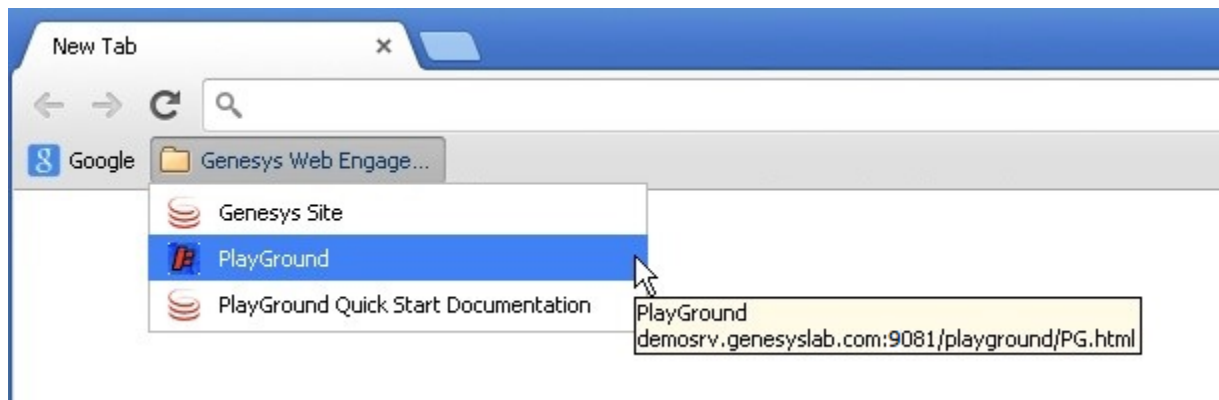 New Tab
Google
Genesys Web Engage...
Genesys Site
PlayGround
PlayGround Quick Start Documentation
PlayGround
demosrv.genesyslab.com:9081/playground/PG.html